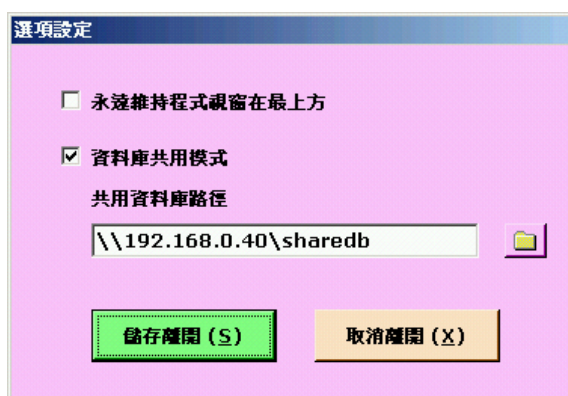 選項設定
永遠維持程式視窗在最上方
資料庫共用模式
共用資料庫路徑
\\192.168.0.40\sharedb
儲存離開 (S)
取消離開 (X)